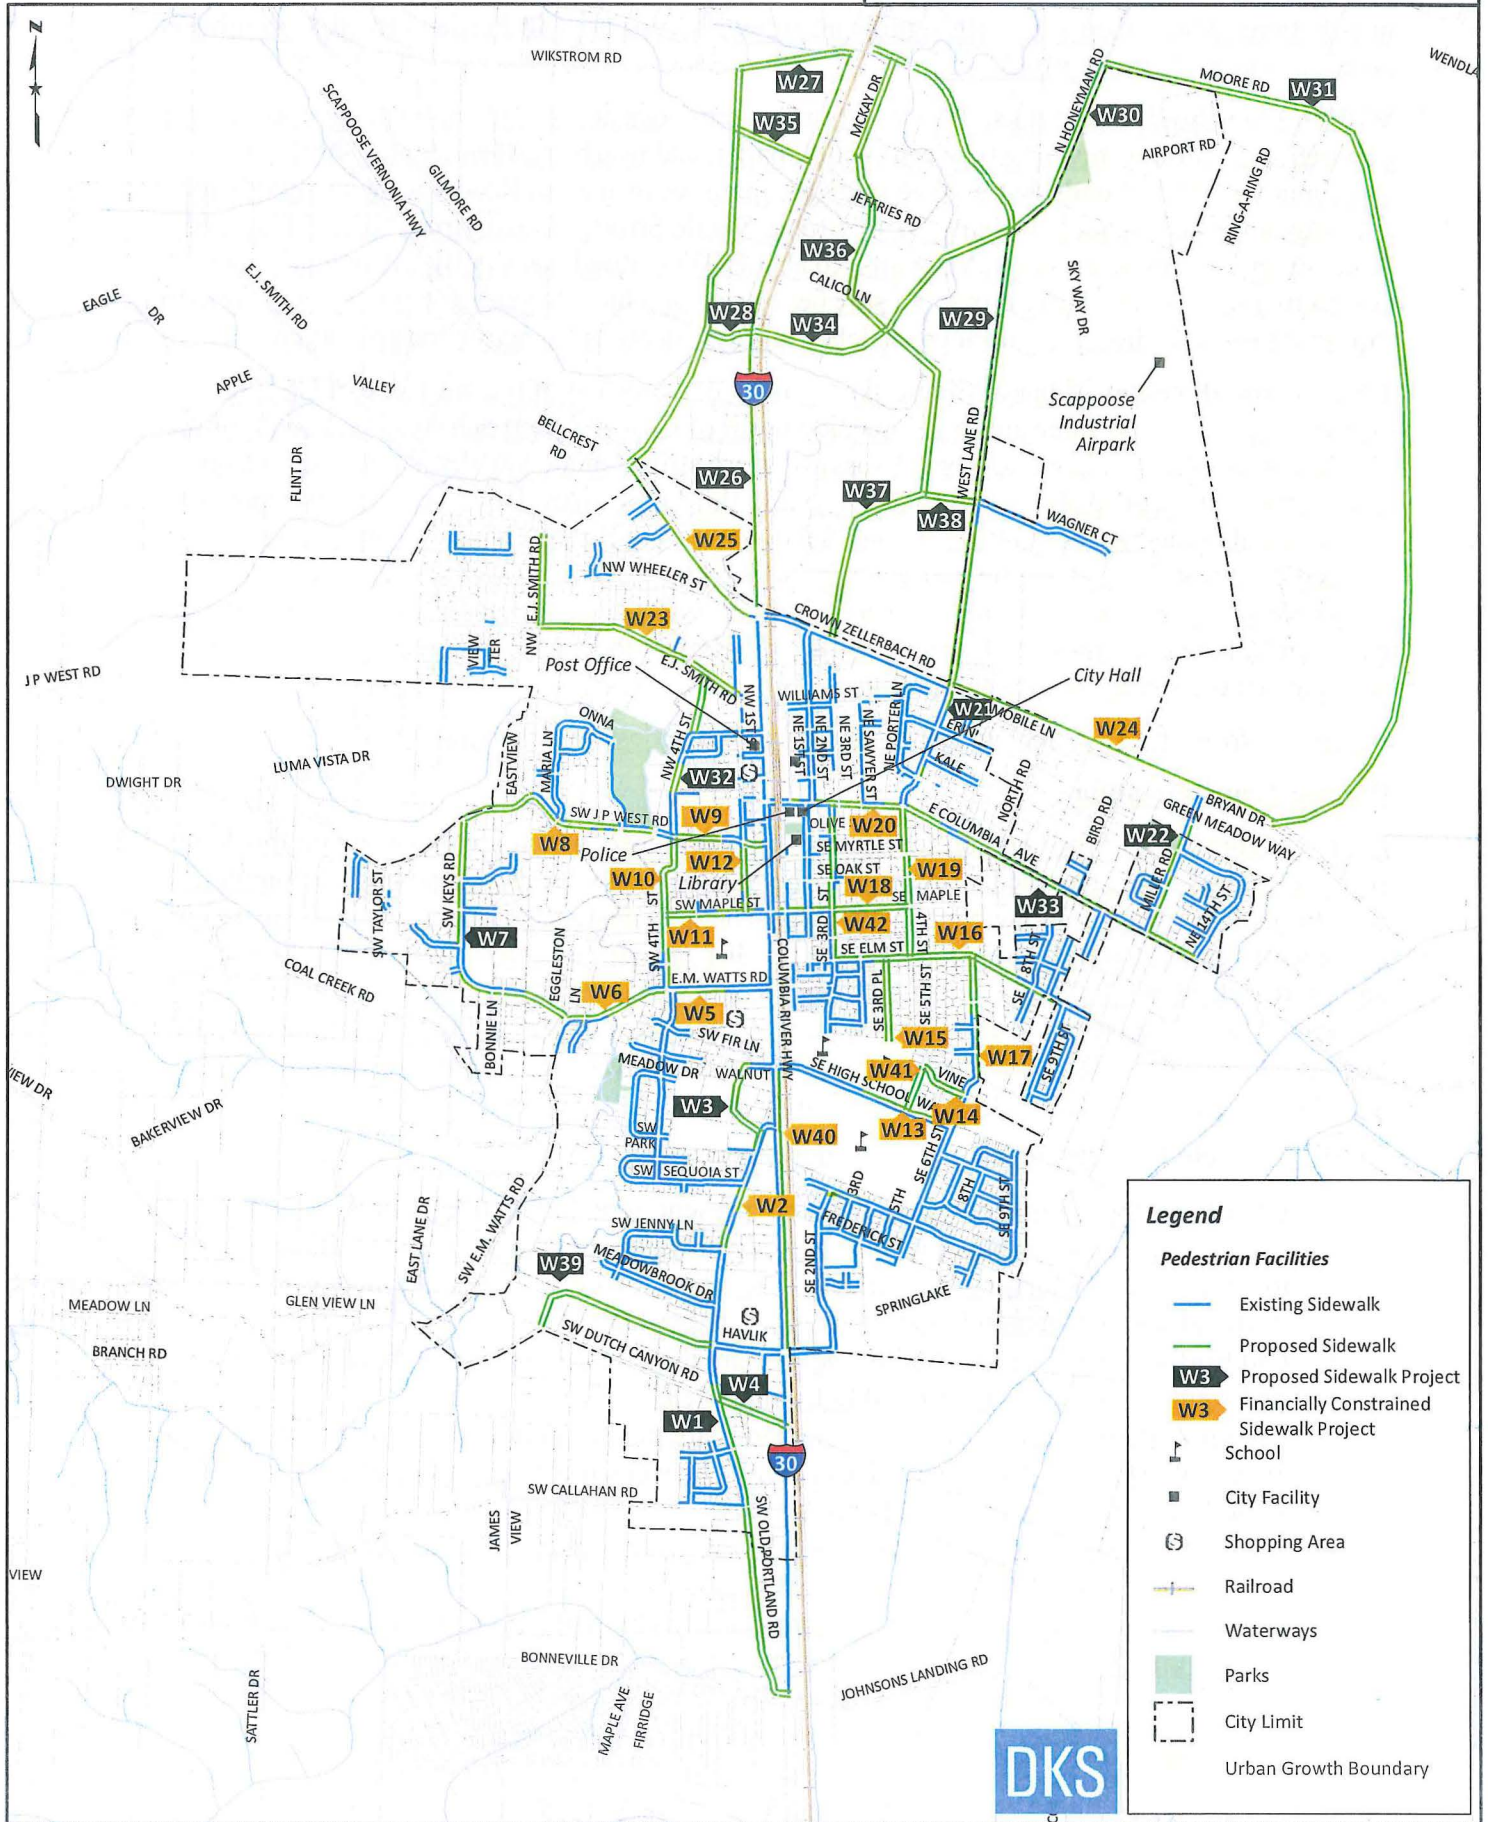 N
WIKSTROM RD
WENDLA
SCAPPOOSE VERNONIA HWY
GILMORE RD
W27
MCKAY DR
N HONEYMAN RD
MOORE RD
W31
W35
W30
AIRPORT RD
RING-A-RING RD
JEFFRIES RD
W36
CALICO LN
E.J. SMITH RD
EAGLE
DR
SKY WAY DR
W28
W34
W29
30
APPLE
VALLEY
Scappoose
Industrial
Airpark
BELLCREST
RD
FLINT DR
W26
W37
WEST LANE RD
W38
WAGNER CT
W25
NW WHEELER ST
NW E.J. SMITH RD
W23
CROWN ZELLERBACH RD
VIEW
TER
Post Office
E.J. SMITH RD
J P WEST RD
City Hall
NW 1ST ST
WILLIAMS ST
NE PORTER LN
W21
MOBILE LN
W24
ERIN
ONNA
NW 4TH ST
NE 1ST ST
NE 2ND ST
NE 3RD ST
NE SAWYER ST
KALE
EASTVIEW
MARIA LN
LUMA VISTA DR
DWIGHT DR
W32
NORTH RD
BIRD RD
E COLUMBIA
AVE
BRYAN DR
GREEN MEADOW WAY
SW J P WEST RD
W9
OLIVE
W20
W22
W8
Police
SE MYRTLE ST
W12
SE OAK ST
W19
W10
Library
W18
SE MAPLE
MILLER RD
SW KEYS RD
SW TAYLOR ST
SW MAPLE ST
W33
NE 14TH ST
W7
W11
SE 3RD
ST
W42
4TH ST
W16
SW 4TH
ST
SE ELM ST
COAL CREEK RD
EGGLESTON
LN
E.M. WATTS RD
COLUMBIA RIVER HWY
SE 3RD PL
SE 5TH ST
SE 8TH ST
W6
BONNIE LN
W5
SW FIR LN
W15
W17
SE 9TH ST
MEADOW DR
WALNUT
SE HIGH SCHOOL WA
W41
VINE
VIEW DR
BAKERVIEW DR
W3
W14
W13
W40
SW
PARK
SE 6TH ST
SW SEQUOIA ST
3RD
5TH
8TH
SE 9TH ST
W2
EAST LANE DR
SW E.M. WATTS RD
SW JENNY LN
FREDERICK ST
SE 2ND ST
MEADOWBROOK DR
W39
SPRINGLAKE
MEADOW LN
GLEN VIEW LN
BRANCH RD
SW DUTCH CANYON RD
HAVLIK
W4
W1
30
SW CALLAHAN RD
JAMES
VIEW
SW OLD PORTLAND RD
VIEW
BONNEVILLE DR
JOHNSONS LANDING RD
SATTLER DR
MAPLE AVE
FIRRIDGE
DKS
Legend
Pedestrian Facilities
Existing Sidewalk
Proposed Sidewalk
W3 Proposed Sidewalk Project
W3 Financially Constrained
Sidewalk Project
School
City Facility
Shopping Area
Railroad
Waterways
Parks
City Limit
Urban Growth Boundary